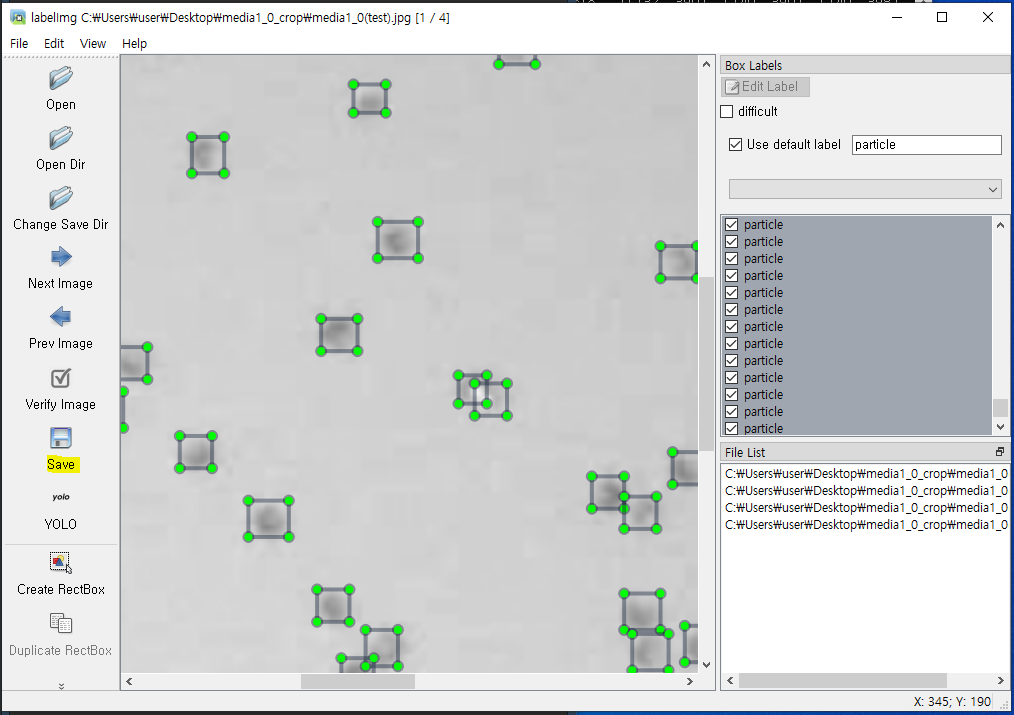 labelImg C:₩Users₩user₩Desktop₩media1_0_crop₩media1_0(test).jpg [1 / 4]
File Edit View Help
Open
Open Dir
Change Save Dir
Next Image
Prev Image
Verify Image
Save
yolo
YOLO
Create RectBox
Duplicate RectBox
Box Labels
Edit Label
difficult
Use default label particle
particle
particle
particle
particle
particle
particle
particle
particle
particle
particle
particle
particle
particle
File List
C:₩Users₩user₩Desktop₩media1_0_crop₩media1_0
C:₩Users₩user₩Desktop₩media1_0_crop₩media1_0
C:₩Users₩user₩Desktop₩media1_0_crop₩media1_0
C:₩Users₩user₩Desktop₩media1_0_crop₩media1_0
X: 345; Y: 190